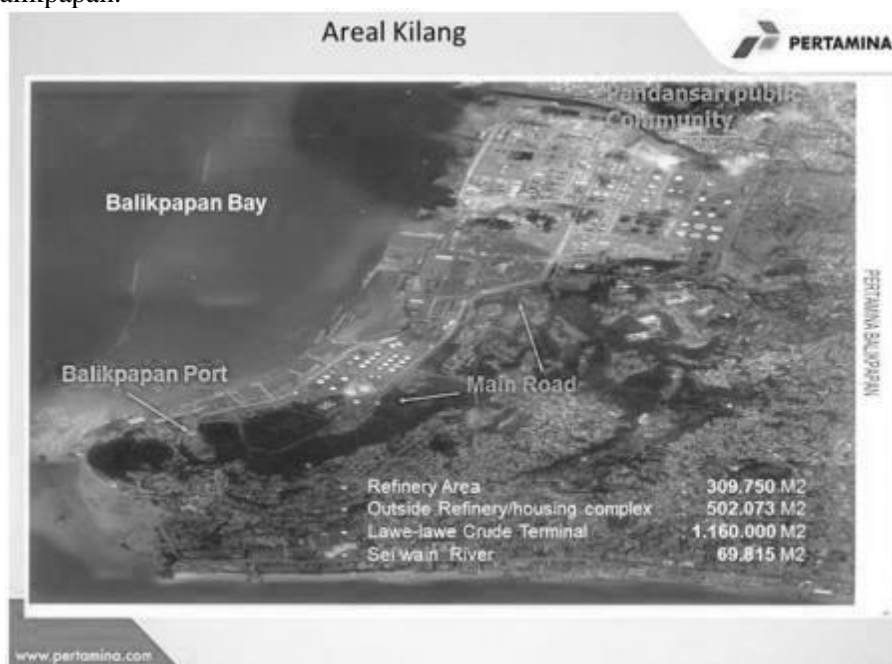 Balikpapan.
Areal Kilang
PERTAMINA
Pandansari public
Community
Balikpapan Bay
Balikpapan Port
Main Road
- Refinery Area : 309.750 M2
- Outside Refinery/housing complex : 502.073 M2
- Lawe-lawe Crude Terminal : 1.160.000 M2
- Sei wain River : 69.815 M2
PERTAMINA BALIKPAPAN
www.pertamina.com